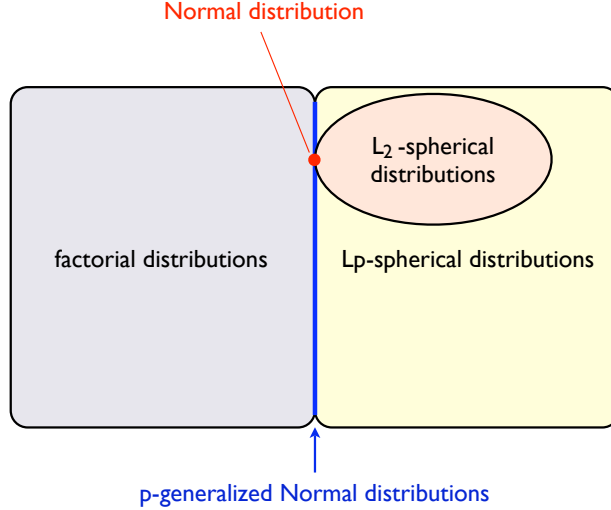 Normal distribution
L₂-spherical
distributions
factorial distributions
Lp-spherical distributions
p-generalized Normal distributions